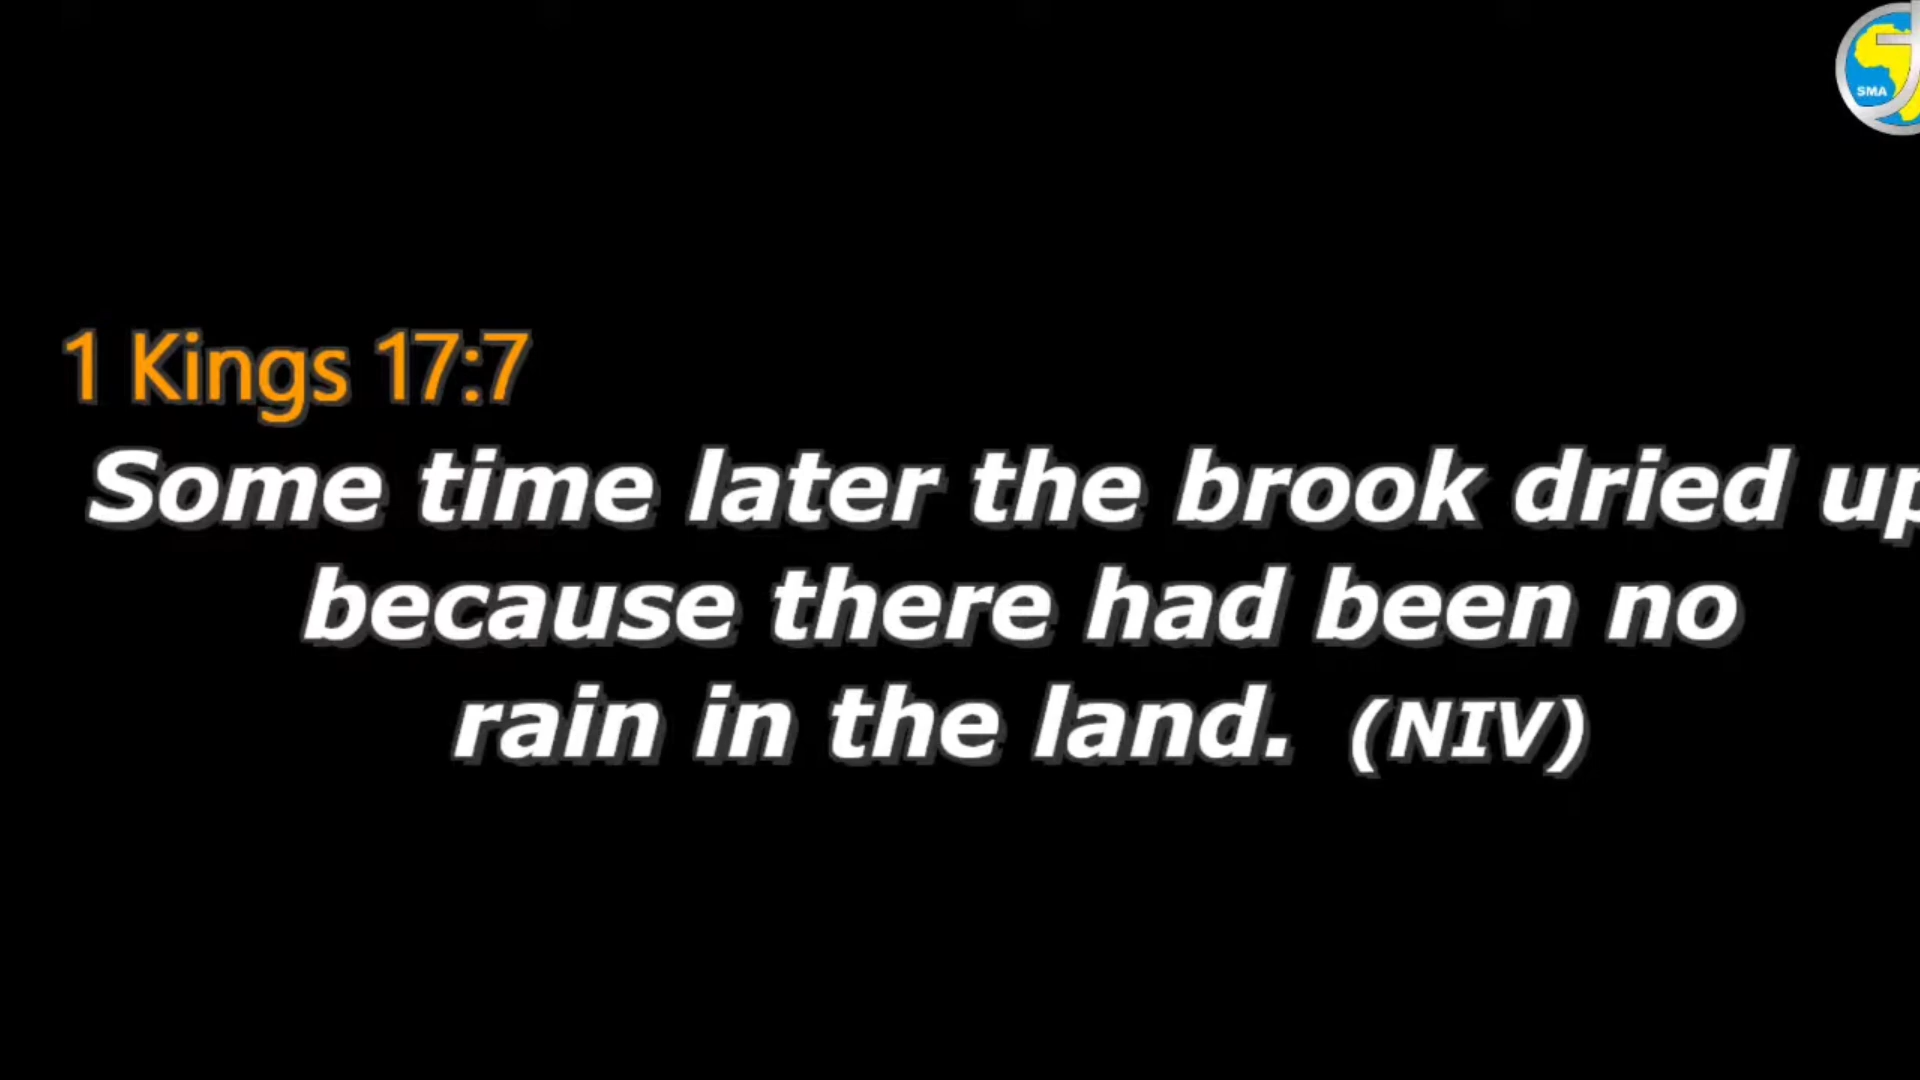 SMA
1 Kings 17:7
Some time later the brook dried up
because there had been no
rain in the land. (NIV)